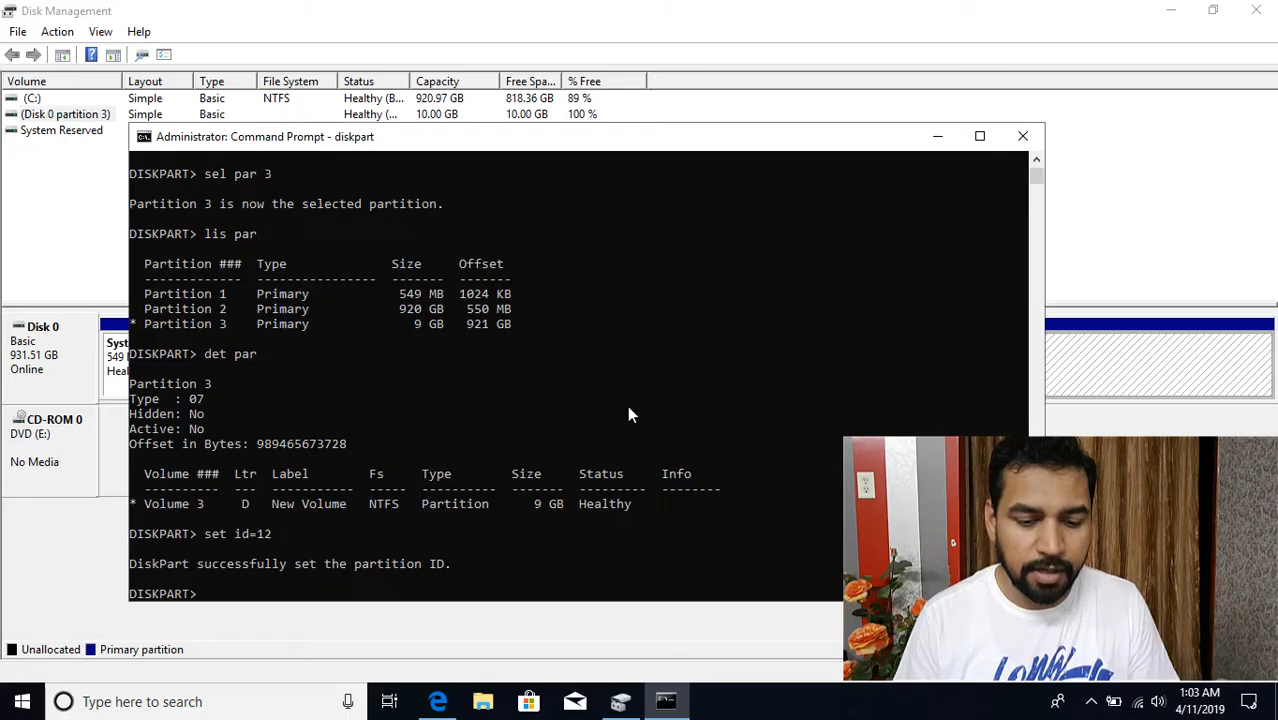 Disk Management
File Action View Help
Volume Layout Type File System Status Capacity Free Spa... % Free
(C:) Simple Basic NTFS Healthy (B... 920.97 GB 818.36 GB 89 %
(Disk 0 partition 3) Simple Basic Healthy (... 10.00 GB 10.00 GB 100 %
System Reserved
Administrator: Command Prompt - diskpart
DISKPART> sel par 3
Partition 3 is now the selected partition.
DISKPART> lis par
Partition ### Type Size Offset
Partition 1 Primary 549 MB 1024 KB
Partition 2 Primary 920 GB 550 MB
* Partition 3 Primary 9 GB 921 GB
DISKPART> det par
Partition 3
Type : 07
Hidden: No
Active: No
Offset in Bytes: 989465673728
Volume ### Ltr Label Fs Type Size Status Info
* Volume 3 D New Volume NTFS Partition 9 GB Healthy
DISKPART> set id=12
DiskPart successfully set the partition ID.
DISKPART>
Disk 0
Basic
931.51 GB
Online
Syst
549
Heal
CD-ROM 0
DVD (E:)
No Media
Unallocated Primary partition
Type here to search
1:03 AM
4/11/2019